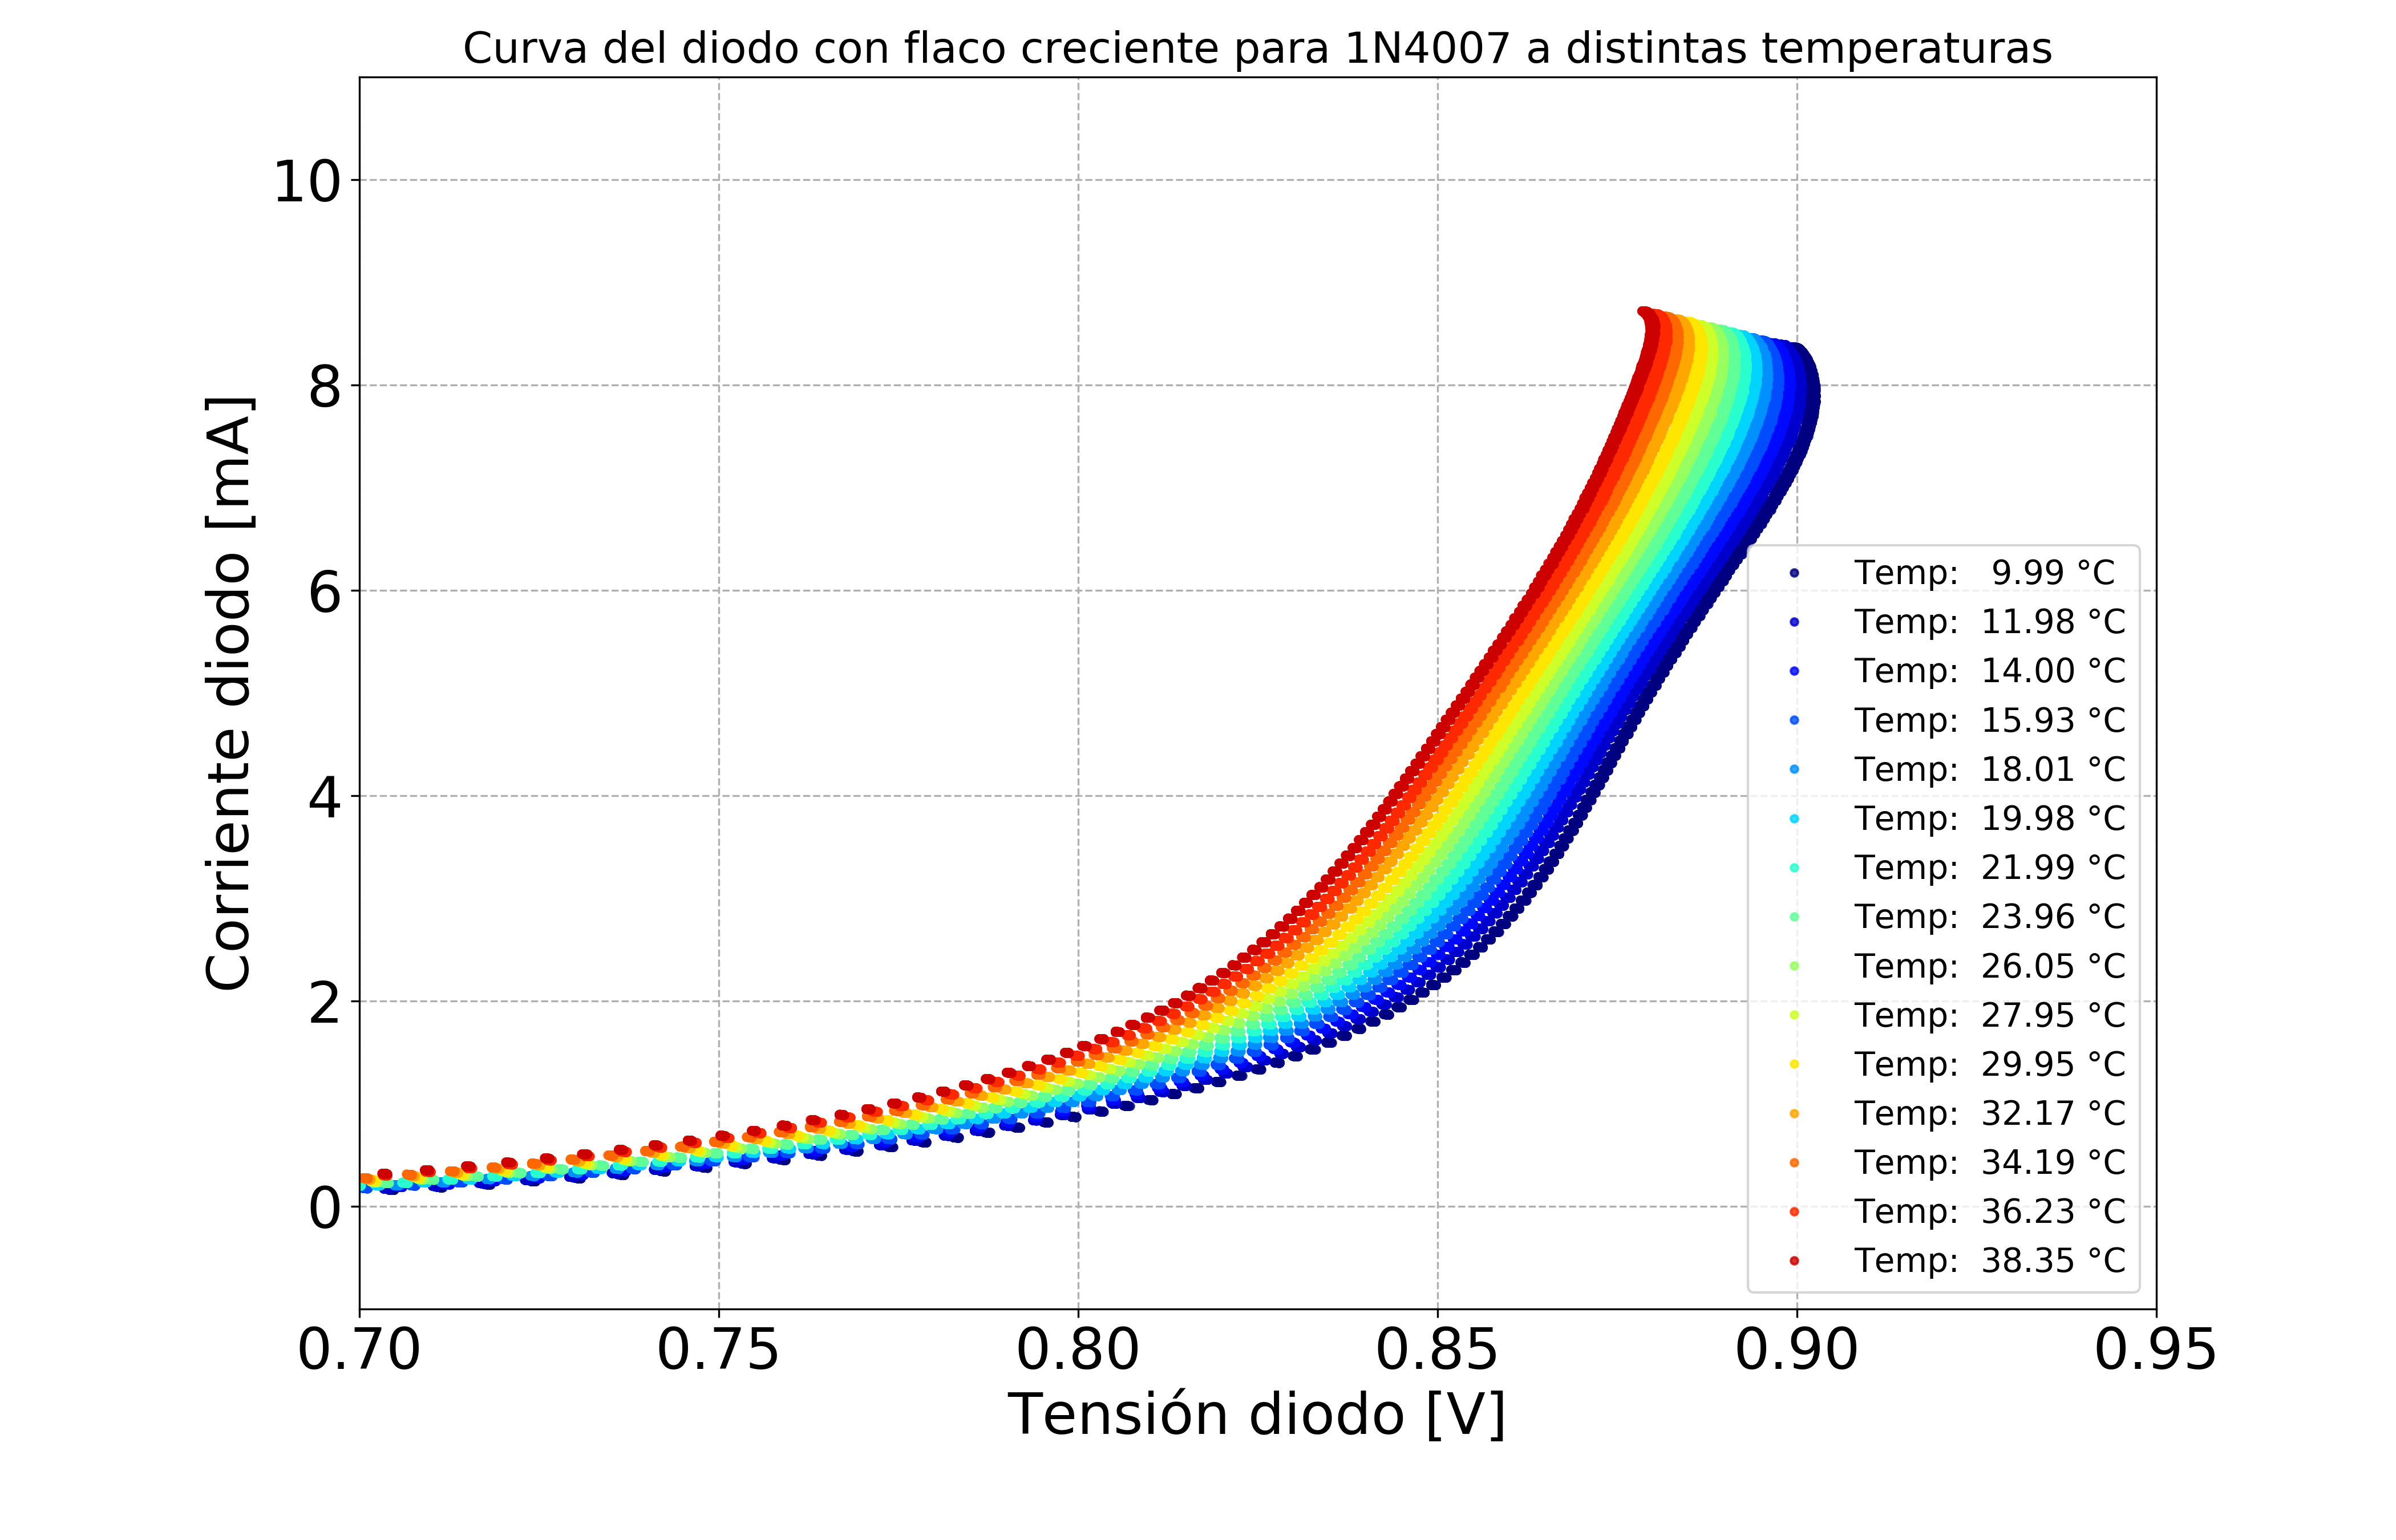 Curva del diodo con flaco creciente para 1N4007 a distintas temperaturas
Corriente diodo [mA]
10
8
6
4
2
0
0.70 0.75 0.80 0.85 0.90 0.95
Tensión diodo [V]
Temp: 9.99 °C
Temp: 11.98 °C
Temp: 14.00 °C
Temp: 15.93 °C
Temp: 18.01 °C
Temp: 19.98 °C
Temp: 21.99 °C
Temp: 23.96 °C
Temp: 26.05 °C
Temp: 27.95 °C
Temp: 29.95 °C
Temp: 32.17 °C
Temp: 34.19 °C
Temp: 36.23 °C
Temp: 38.35 °C